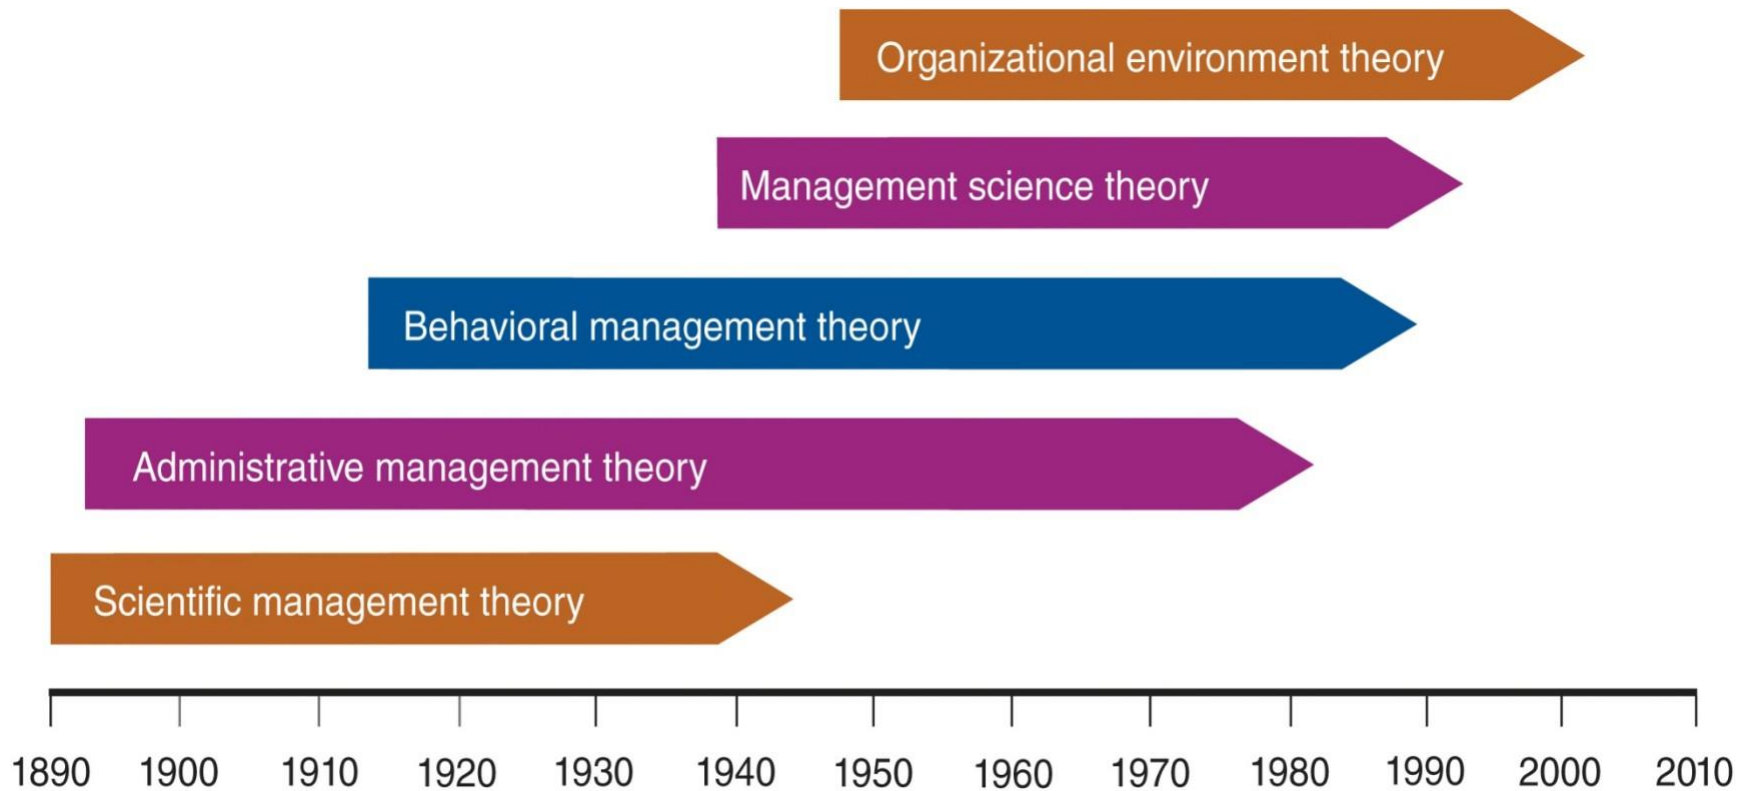 Organizational environment theory
Management science theory
Behavioral management theory
Administrative management theory
Scientific management theory
1890 1900 1910 1920 1930 1940 1950 1960 1970 1980 1990 2000 2010